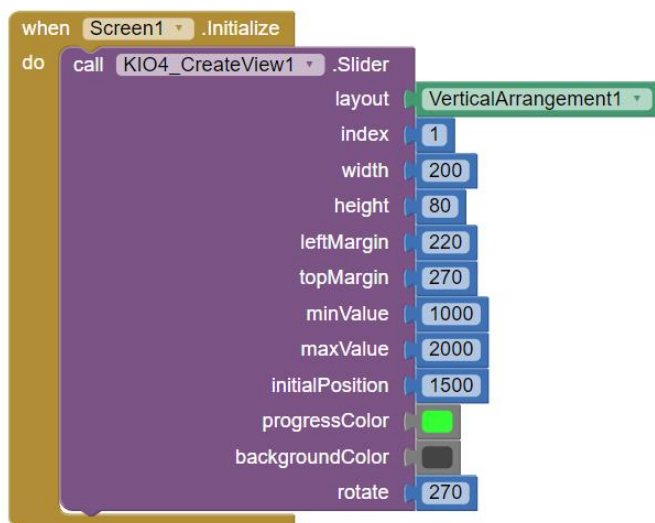 when Screen1 .Initialize
do call KIO4_CreateView1 .Slider
layout VerticalArrangement1
index 1
width 200
height 80
leftMargin 220
topMargin 270
minValue 1000
maxValue 2000
initialPosition 1500
progressColor
backgroundColor
rotate 270